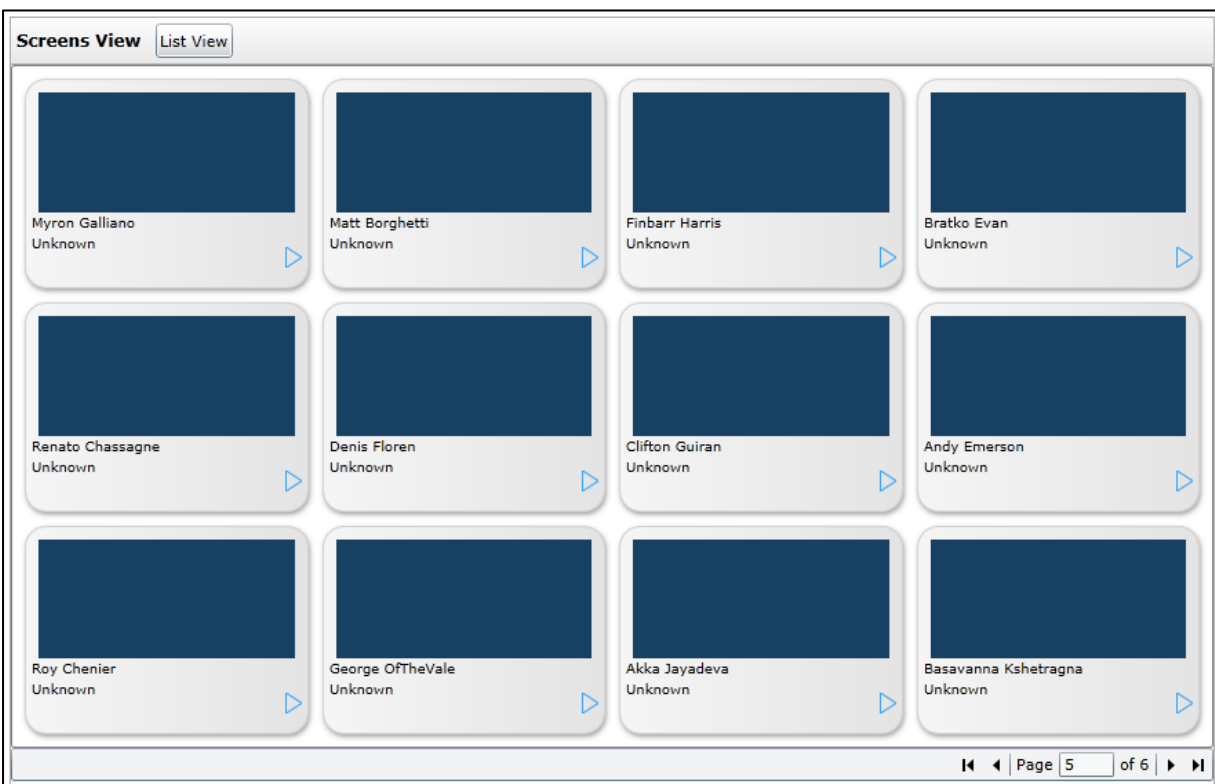 Screens View List View
Myron Galliano
Unknown
Matt Borghetti
Unknown
Finbarr Harris
Unknown
Bratko Evan
Unknown
Renato Chassagne
Unknown
Denis Floren
Unknown
Clifton Guiran
Unknown
Andy Emerson
Unknown
Roy Chenier
Unknown
George OfTheVale
Unknown
Akka Jayadeva
Unknown
Basavanna Kshetragna
Unknown
Page 5 of 6